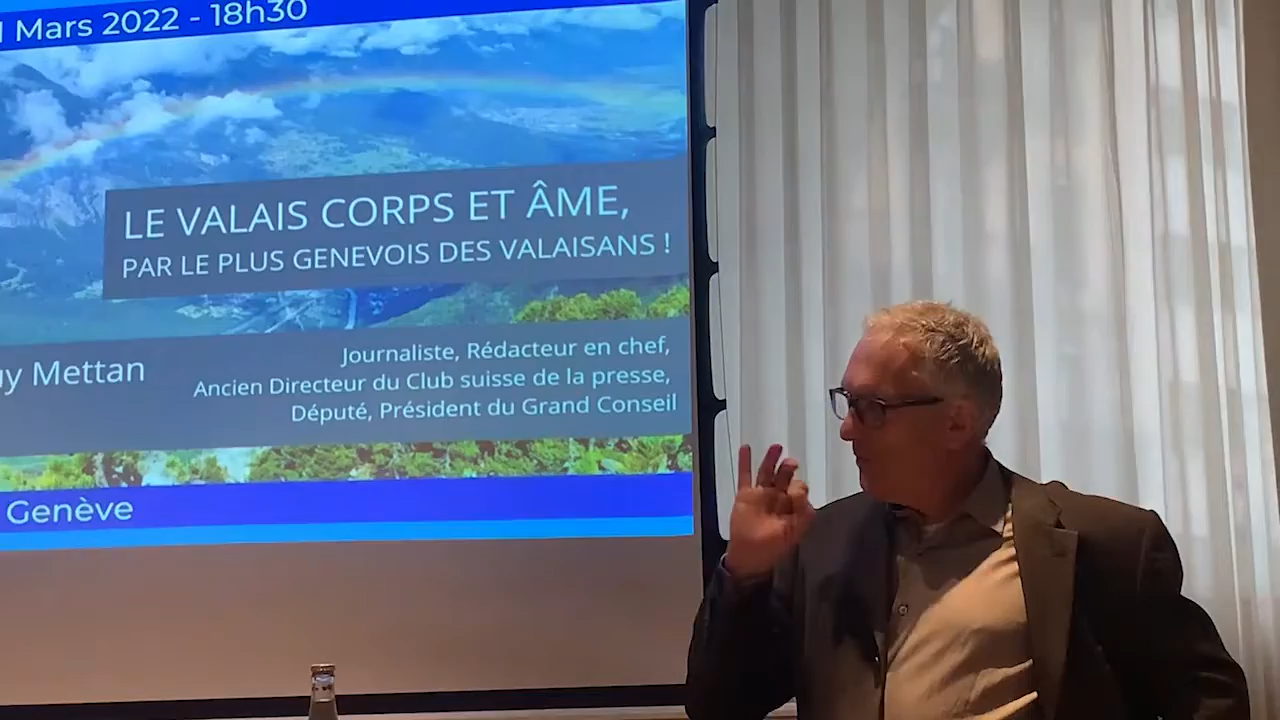 Mars 2022 - 18h30
LE VALAIS CORPS ET ÂME,
PAR LE PLUS GENEVOIS DES VALAISANS !
Mettan
Journaliste, Rédacteur en chef,
Ancien Directeur du Club suisse de la presse,
Député, Président du Grand Conseil
Genève